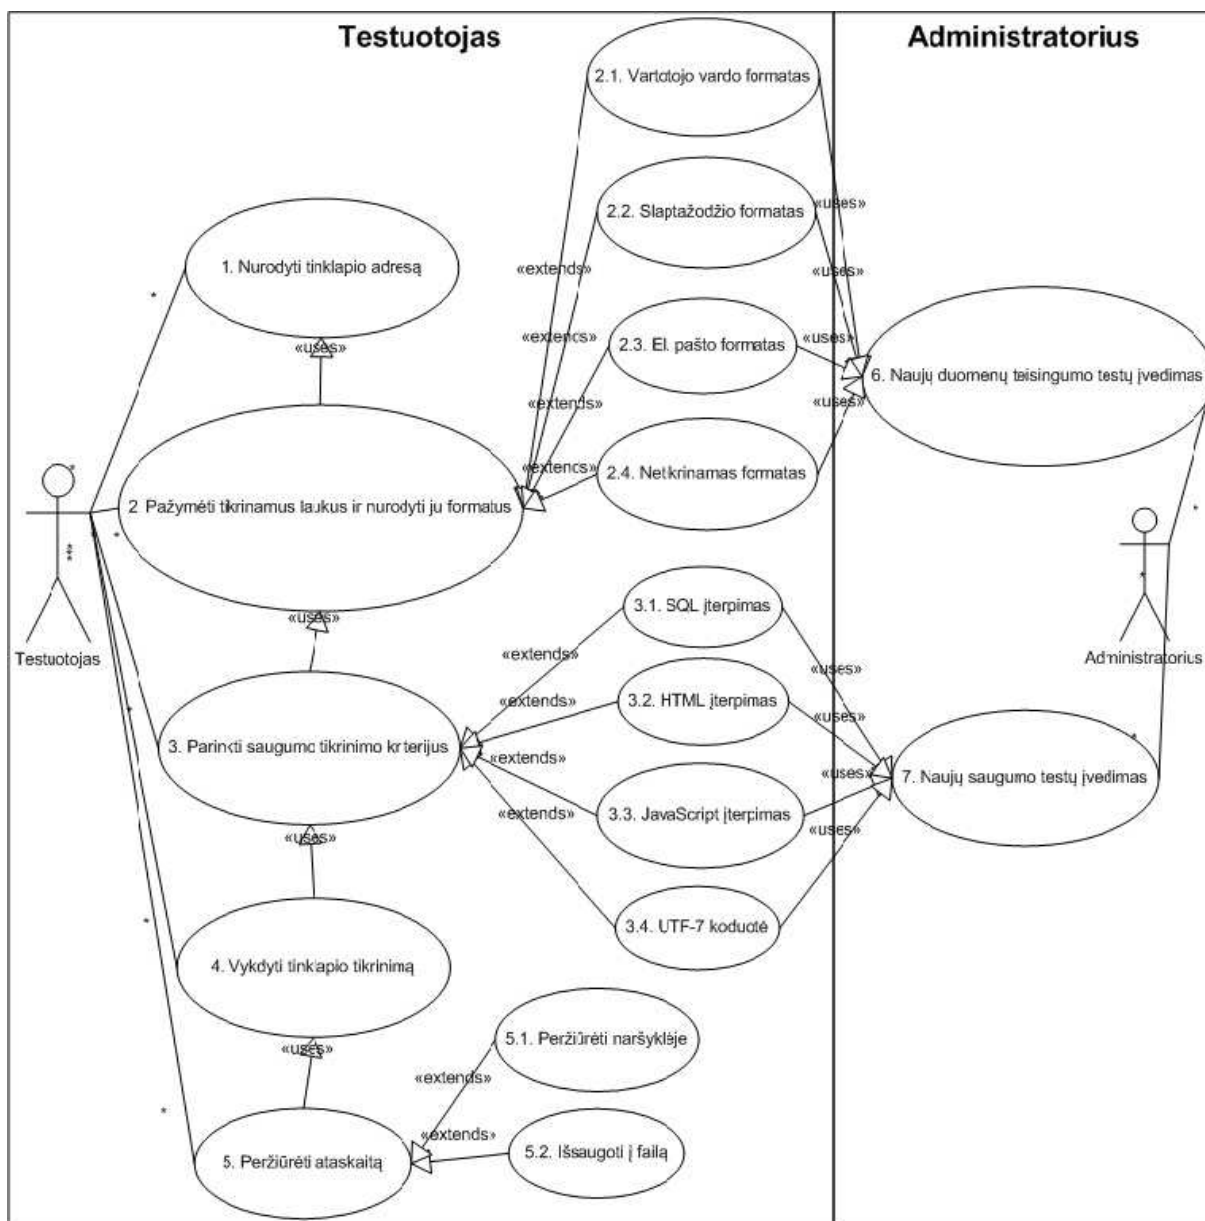 Testuotojas
Administratorius
2.1. Vartotojo vardo formatas
2.2. Slaptažodžio formatas
«uses»
1. Nurodyti tinklapio adresą
«extends»
«uses»
*
«extends»
2.3. El. pašto formatas
«uses»
«uses»
6. Naujų duomenų teisingumo testų įvedimas
«extends»
«uses»
*
«extends»
2.4. Netikrinamas formatas
2 Pažymėti tikrinamus laukus ir nurodyti jų formatus
*
*
*
3.1. SQL įterpimas
«uses»
Testuotojas
«extends»
Administratorius
«uses»
3.2. HTML įterpimas
*
«extends»
«uses»
*
3. Parinkti saugumo tikrinimo kriterijus
«extends»
«uses»
7. Naujų saugumo testų įvedimas
«extends»
3.3. JavaScript įterpimas
«uses»
«uses»
*
3.4. UTF-7 koduotė
4. Vykdyti tinklapio tikrinimą
5.1. Peržiūrėti naršyklėje
«uses»
«extends»
*
«extends»
5. Peržiūrėti ataskaitą
5.2. Išsaugoti į failą